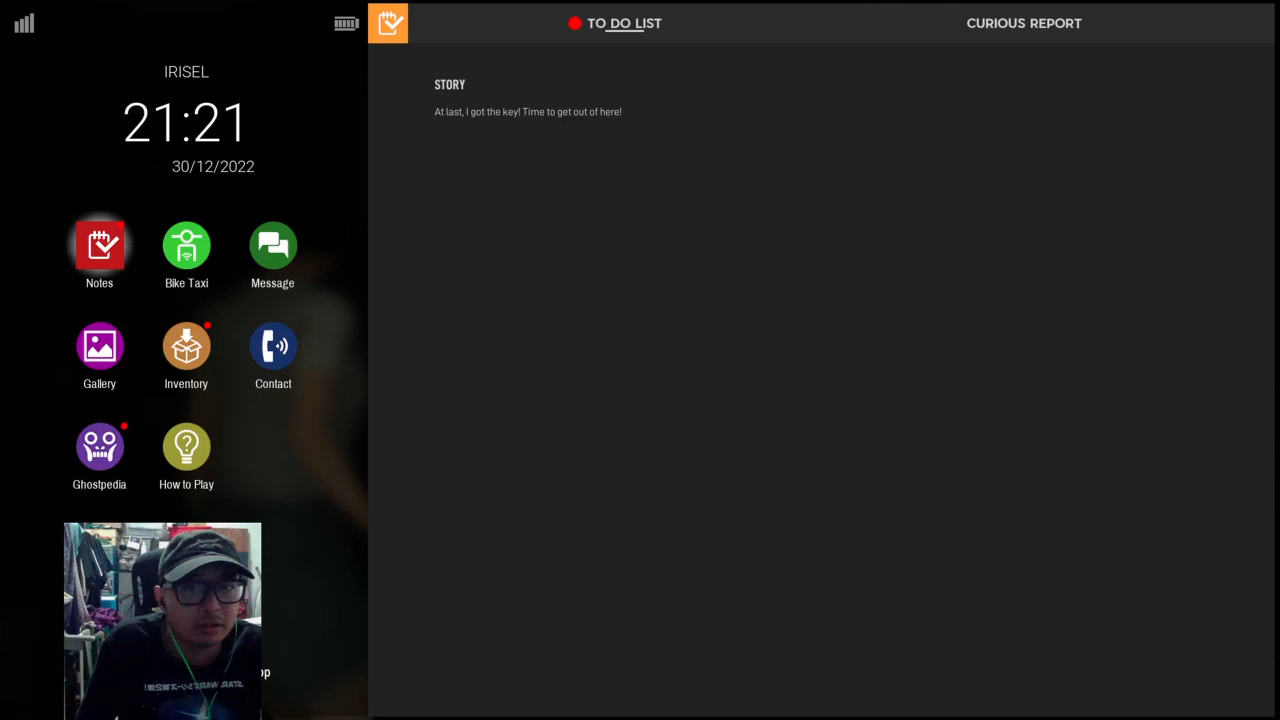 IRISEL
21:21
30/12/2022
Notes
Bike Taxi
Message
Gallery
Inventory
Contact
Ghostpedia
How to Play
TO DO LIST
CURIOUS REPORT
STORY
At last, I got the key! Time to get out of here!
op